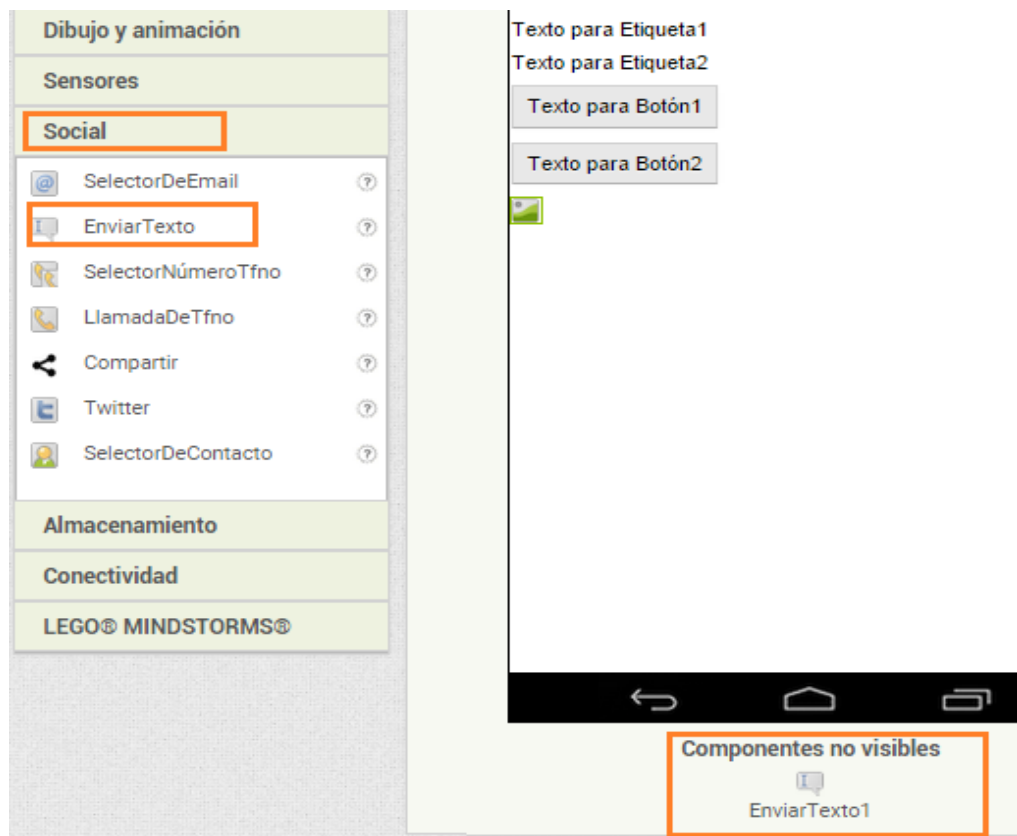 Dibujo y animación
Sensores
Social
SelectorDeEmail
EnviarTexto
SelectorNúmeroTfno
LlamadaDeTfno
Compartir
Twitter
SelectorDeContacto
Almacenamiento
Conectividad
LEGO® MINDSTORMS®
Texto para Etiqueta1
Texto para Etiqueta2
Texto para Botón1
Texto para Botón2
Componentes no visibles
EnviarTexto1